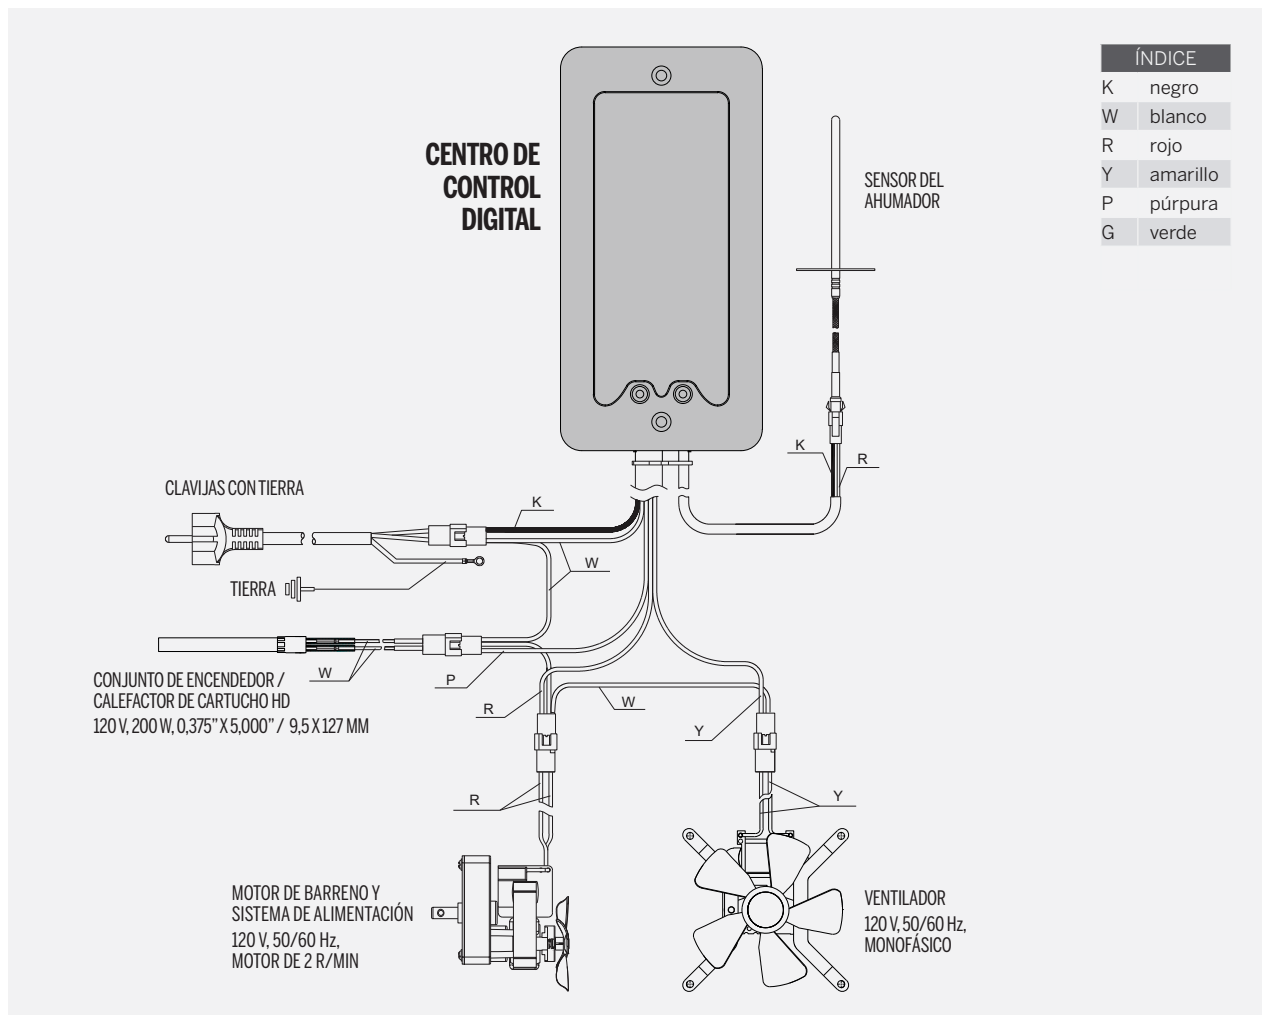 ÍNDICE
K negro
W blanco
R rojo
Y amarillo
P púrpura
G verde
CENTRO DE
CONTROL
DIGITAL
SENSOR DEL
AHUMADOR
K
R
CLAVIJAS CON TIERRA
K
W
TIERRA
W
CONJUNTO DE ENCENDEDOR /
CALEFACTOR DE CARTUCHO HD
120 V, 200 W, 0,375” X 5,000” / 9,5 X 127 MM
P
R
W
Y
R
Y
MOTOR DE BARRENO Y
SISTEMA DE ALIMENTACIÓN
120 V, 50/60 Hz,
MOTOR DE 2 R/MIN
VENTILADOR
120 V, 50/60 Hz,
MONOFÁSICO